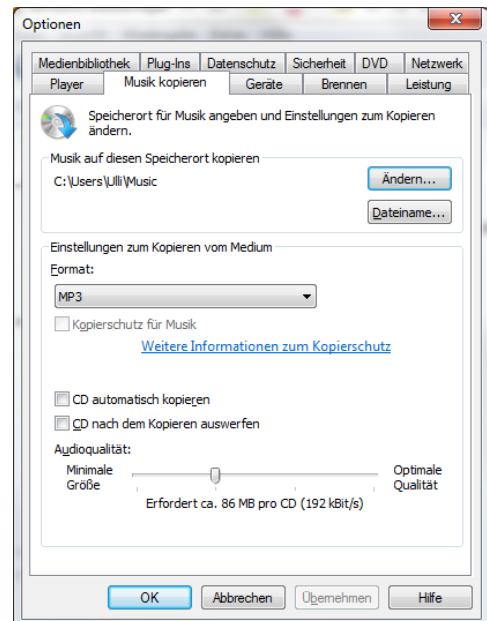 Optionen
Medienbibliothek Plug-Ins Datenschutz Sicherheit DVD Netzwerk
Player Musik kopieren Geräte Brennen Leistung
Speicherort für Musik angeben und Einstellungen zum Kopieren
ändern.
Musik auf diesen Speicherort kopieren
C:\Users\Ulli\Music
Ändern...
Dateiname...
Einstellungen zum Kopieren vom Medium
Format:
MP3
Kopierschutz für Musik
Weitere Informationen zum Kopierschutz
CD automatisch kopieren
CD nach dem Kopieren auswerfen
Audioqualität:
Minimale Optimale
Größe Qualität
Erfordert ca. 86 MB pro CD (192 kBit/s)
OK Abbrechen Übernehmen Hilfe